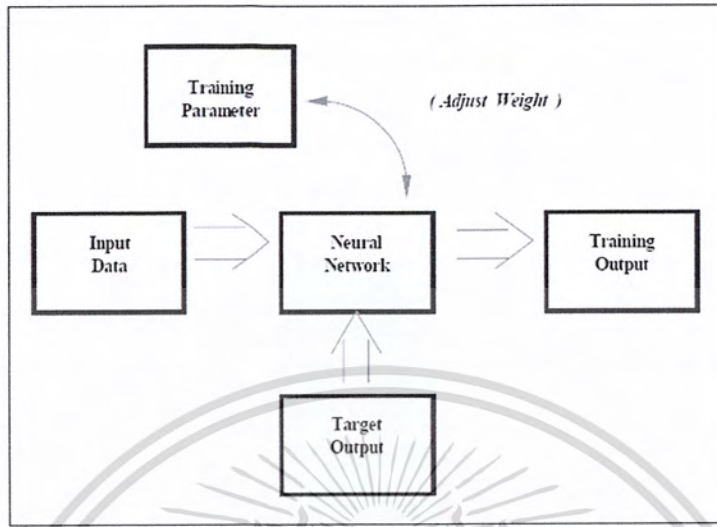 Training
Parameter
( Adjust Weight )
Input
Data
Neural
Network
Training
Output
Target
Output